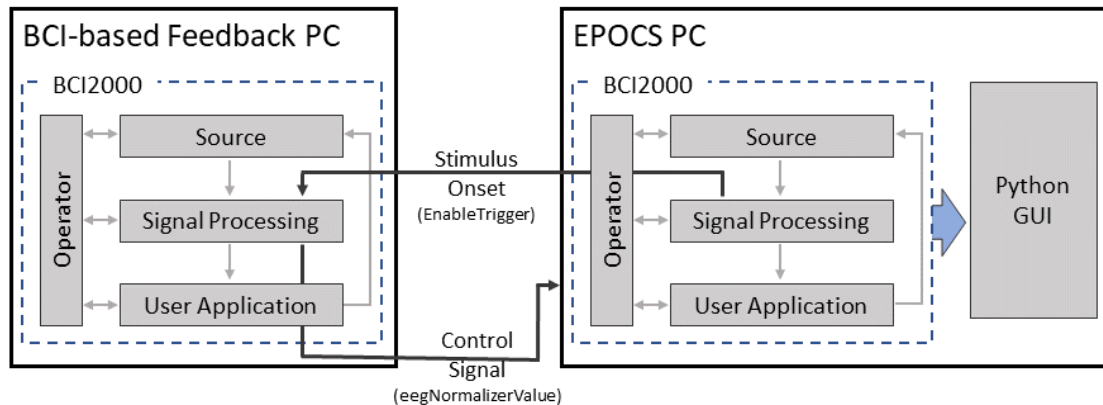 BCI-based Feedback PC
BCI2000
Operator
Source
Signal Processing
User Application
Stimulus
Onset
(EnableTrigger)
Control
Signal
(eegNormalizerValue)
EPOCS PC
BCI2000
Operator
Source
Signal Processing
User Application
Python
GUI